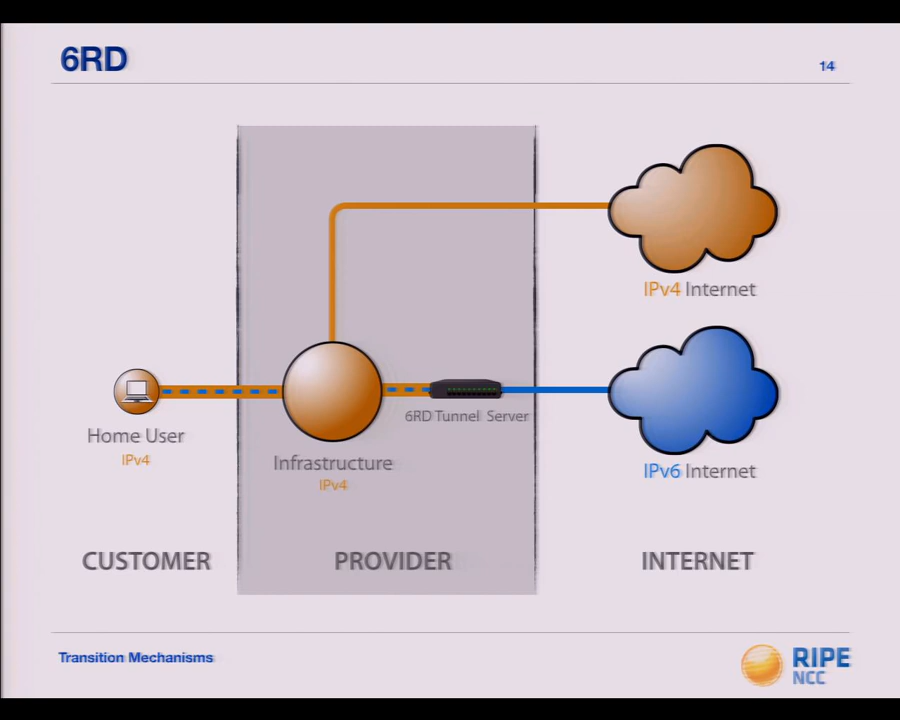 6RD
14
IPv4 Internet
6RD Tunnel Server
Home User
IPv4
Infrastructure
IPv4
IPv6 Internet
CUSTOMER
PROVIDER
INTERNET
Transition Mechanisms
RIPE
NCC